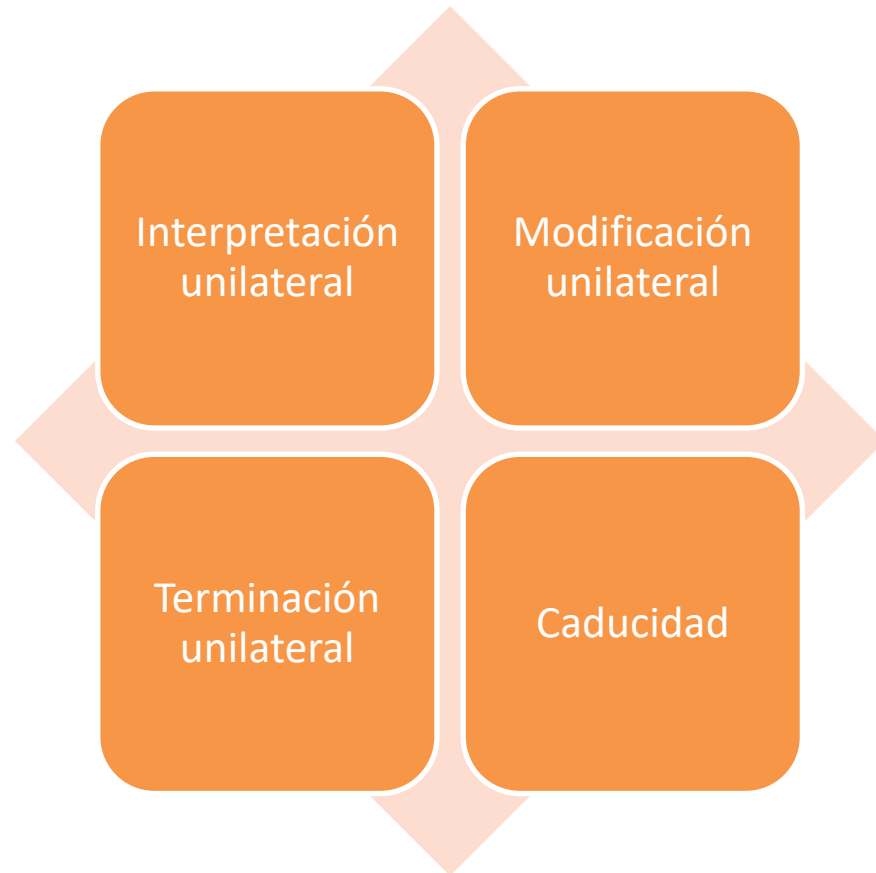 Interpretación
unilateral
Modificación
unilateral
Terminación
unilateral
Caducidad